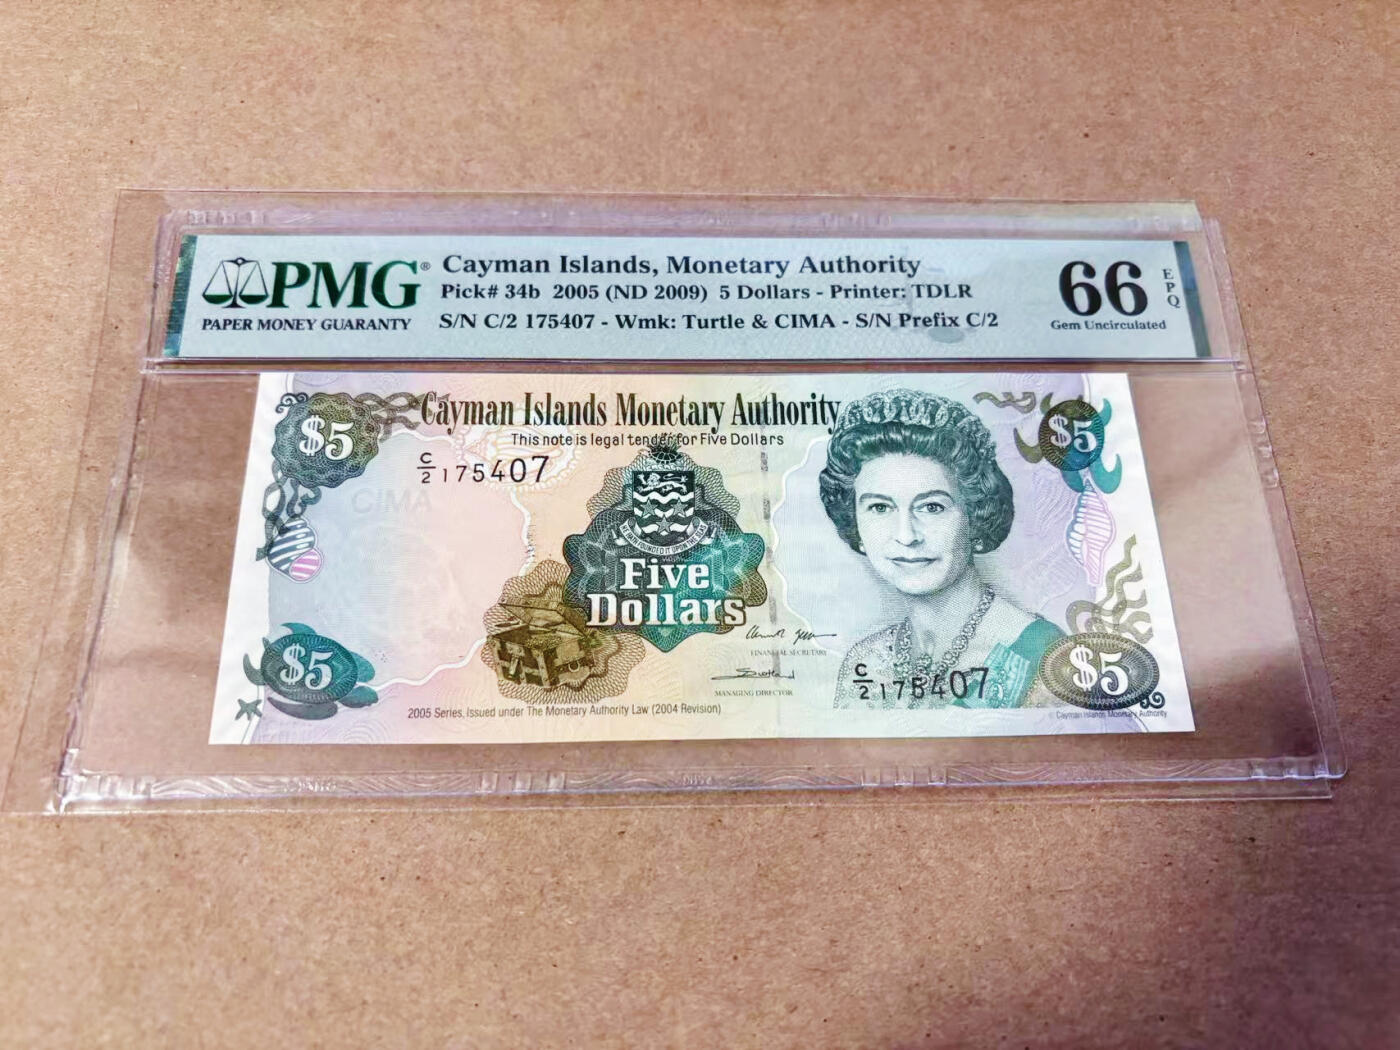 PMG®
PAPER MONEY GUARANTY
Cayman Islands, Monetary Authority
Pick# 34b 2005 (ND 2009) 5 Dollars - Printer: TDLR
S/N C/2 175407 - Wmk: Turtle & CIMA - S/N Prefix C/2
66
EPQ
Gem Uncirculated
$5
Cayman Islands Monetary Authority
This note is legal tender for Five Dollars
$5
C/2 175407
CIMA
Five
Dollars
FINANCIAL SECRETARY
MANAGING DIRECTOR
$5
C/2 175407
$5
2005 Series, Issued under The Monetary Authority Law (2004 Revision)
© Cayman Islands Monetary Authority